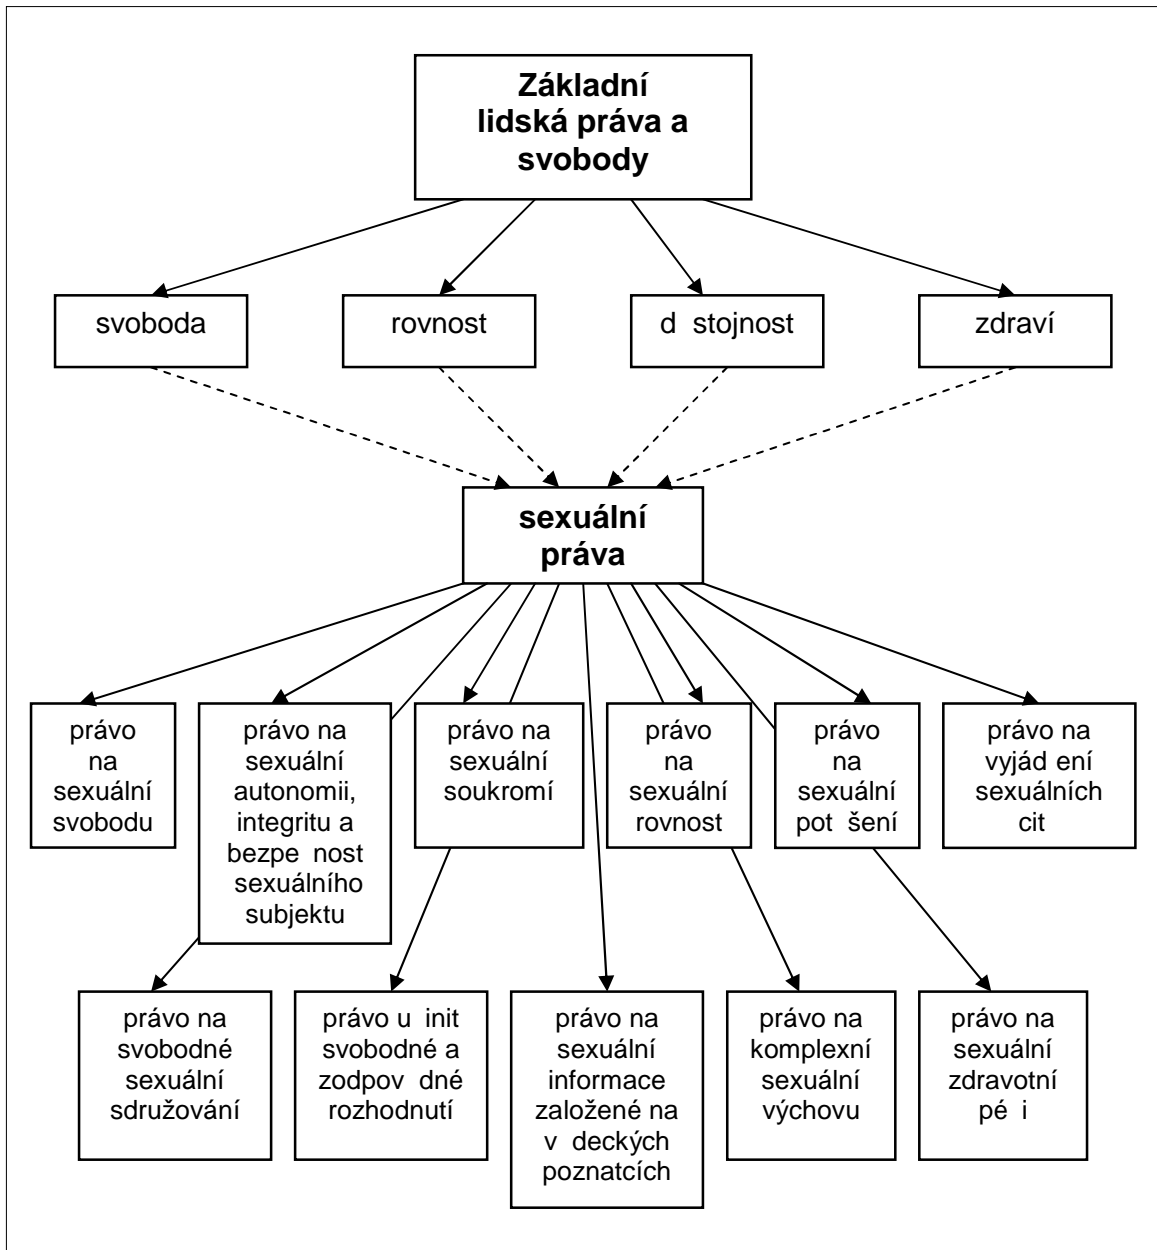 Základní
lidská práva a
svobody
svoboda
rovnost
d stojnost
zdraví
sexuální
práva
právo
na
sexuální
svobodu
právo na
sexuální
autonomii,
integritu a
bezpe nost
sexuálního
subjektu
právo na
sexuální
soukromí
právo
na
sexuální
rovnost
právo
na
sexuální
pot šení
právo na
vyjád ení
sexuálních
cit
právo na
svobodné
sexuální
sdružování
právo u init
svobodné a
zodpov dné
rozhodnutí
právo na
sexuální
informace
založené na
v deckých
poznatcích
právo na
komplexní
sexuální
výchovu
právo na
sexuální
zdravotní
pé i